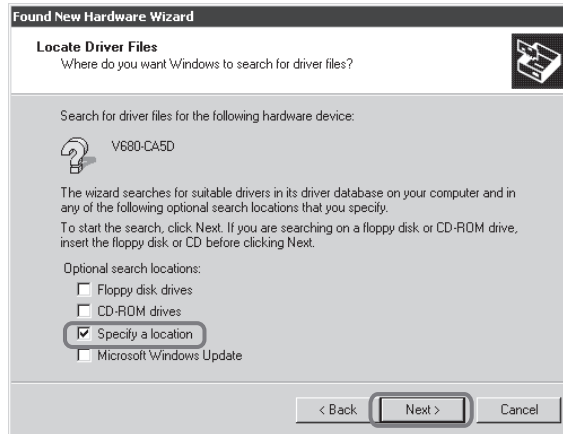 Found New Hardware Wizard
Locate Driver Files
Where do you want Windows to search for driver files?
Search for driver files for the following hardware device:
V680-CA5D
The wizard searches for suitable drivers in its driver database on your computer and in
any of the following optional search locations that you specify.
To start the search, click Next. If you are searching on a floppy disk or CD-ROM drive,
insert the floppy disk or CD before clicking Next.
Optional search locations:
Floppy disk drives
CD-ROM drives
Specify a location
Microsoft Windows Update
< Back Next > Cancel